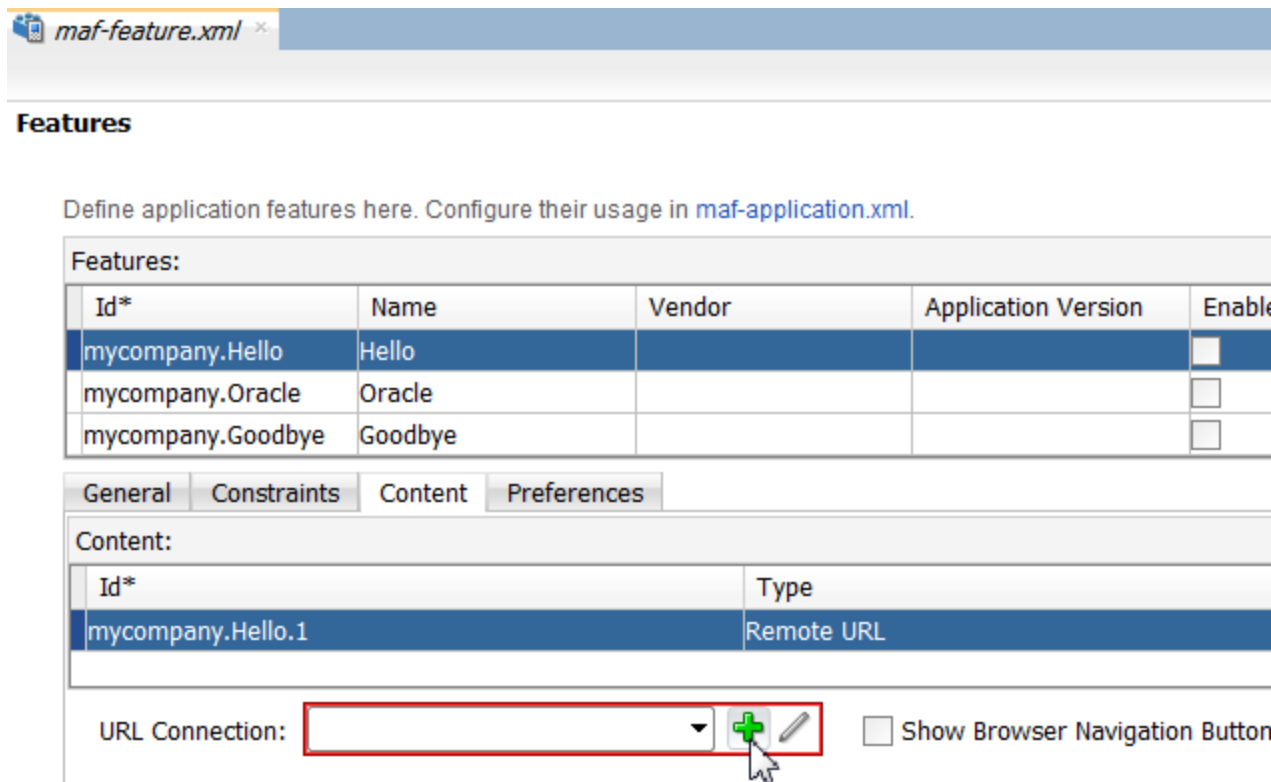 maf-feature.xml
Features
Define application features here. Configure their usage in maf-application.xml.
Features:
Id* Name Vendor Application Version Enable
mycompany.Hello Hello
mycompany.Oracle Oracle
mycompany.Goodbye Goodbye
General Constraints Content Preferences
Content:
Id* Type
mycompany.Hello.1 Remote URL
URL Connection: Show Browser Navigation Button